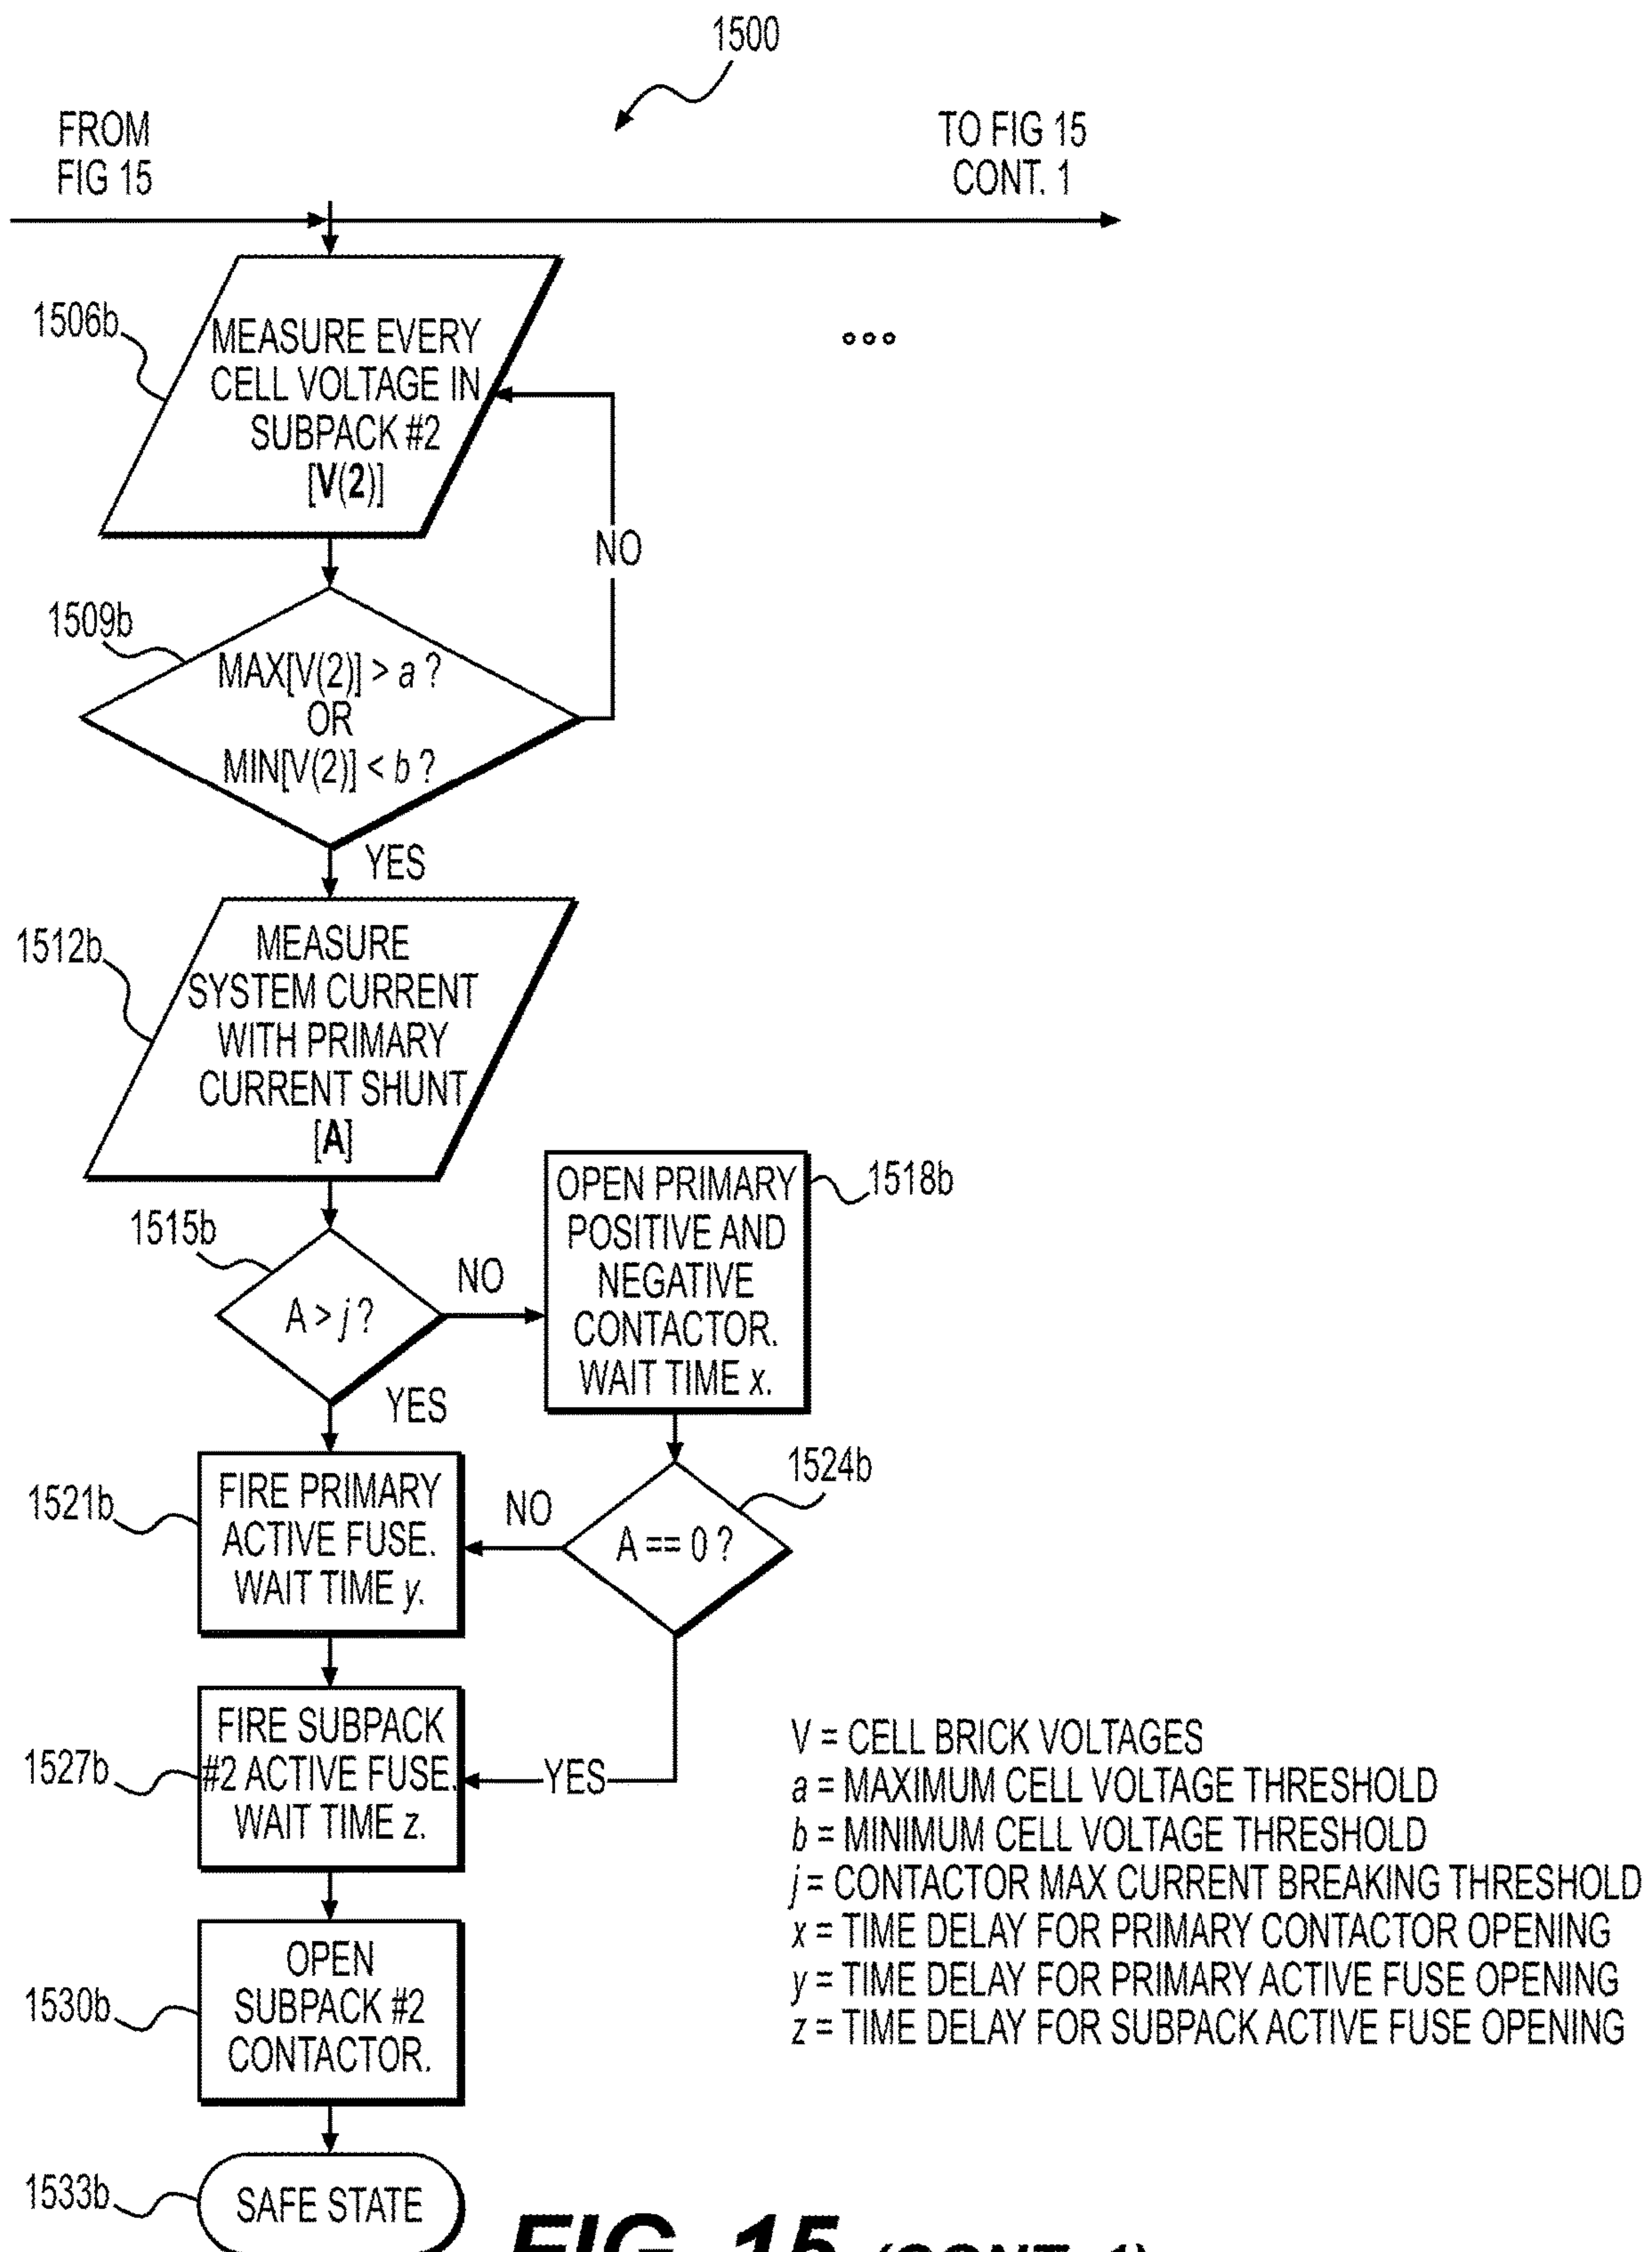 1500
FROM
FIG 15
TO FIG 15
CONT. 1
1506b
MEASURE EVERY
CELL VOLTAGE IN
SUBPACK #2
[V(2)]
NO
1509b
MAX[V(2)] > a ?
OR
MIN[V(2)] < b ?
YES
1512b
MEASURE
SYSTEM CURRENT
WITH PRIMARY
CURRENT SHUNT
[A]
1515b
A > j ?
NO
OPEN PRIMARY
POSITIVE AND
NEGATIVE
CONTACTOR.
WAIT TIME x.
1518b
YES
1521b
FIRE PRIMARY
ACTIVE FUSE.
WAIT TIME y.
NO
A == 0 ?
1524b
1527b
FIRE SUBPACK
#2 ACTIVE FUSE.
WAIT TIME z.
YES
1530b
OPEN
SUBPACK #2
CONTACTOR.
1533b
SAFE STATE
V = CELL BRICK VOLTAGES
a = MAXIMUM CELL VOLTAGE THRESHOLD
b = MINIMUM CELL VOLTAGE THRESHOLD
j = CONTACTOR MAX CURRENT BREAKING THRESHOLD
x = TIME DELAY FOR PRIMARY CONTACTOR OPENING
y = TIME DELAY FOR PRIMARY ACTIVE FUSE OPENING
z = TIME DELAY FOR SUBPACK ACTIVE FUSE OPENING
FIG. 15 (CONT. 1)